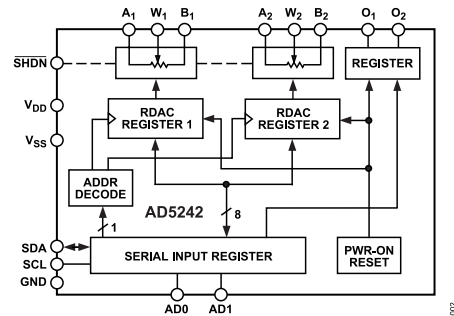 A1 W1 B1 A2 W2 B2 O1 O2
SHDN
REGISTER
VDD
RDAC
REGISTER 1
RDAC
REGISTER 2
VSS
ADDR
DECODE
AD5242
8
1
SDA
SCL
GND
SERIAL INPUT REGISTER
PWR-ON
RESET
AD0 AD1
002